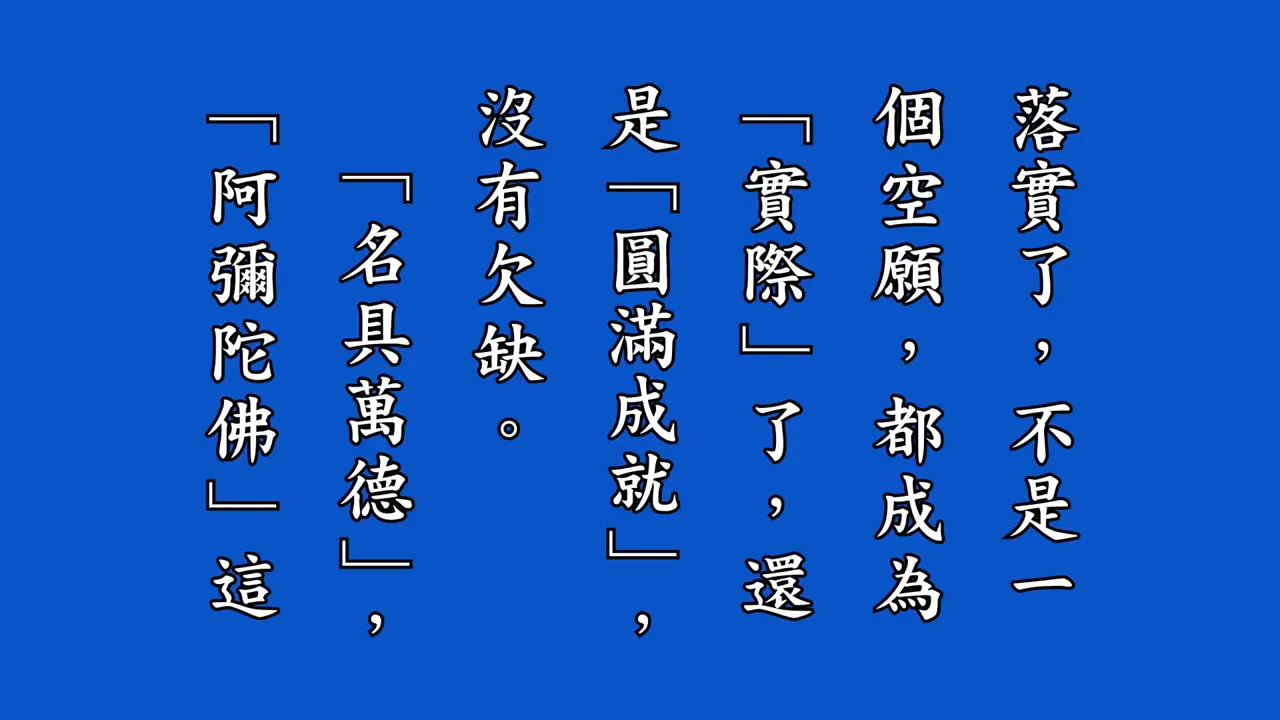 落實了，不是一
個空願，都成為
「實際」了，還
是「圓滿成就」，
沒有欠缺。
「名具萬德」，
「阿彌陀佛」這